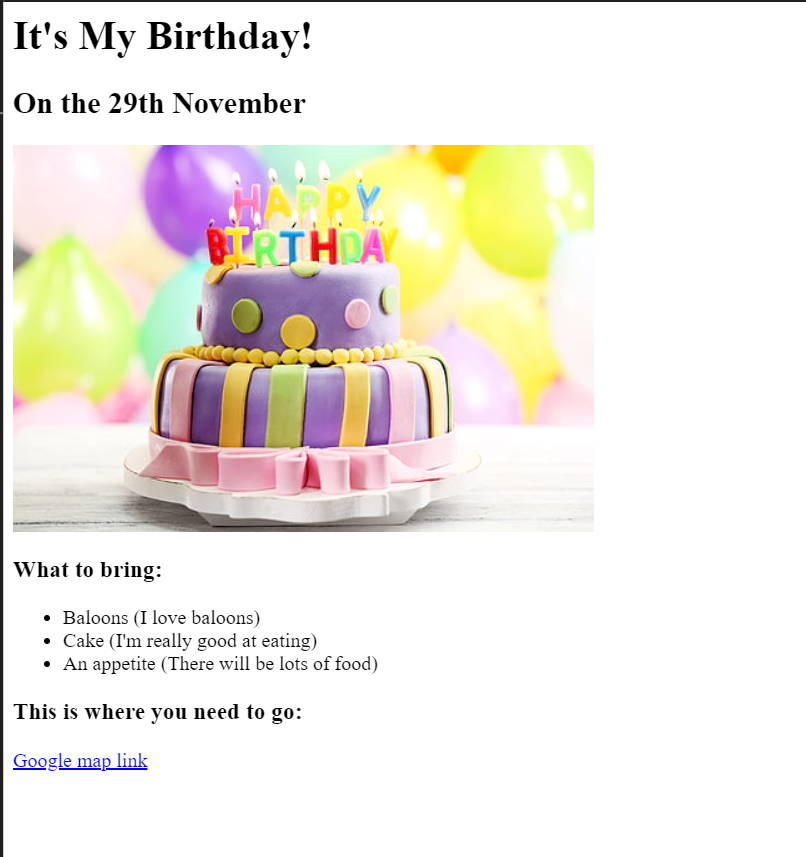 It's My Birthday!
On the 29th November
HAPPY
BIRTHDAY
What to bring:
Baloons (I love baloons)
Cake (I'm really good at eating)
An appetite (There will be lots of food)
This is where you need to go:
Google map link